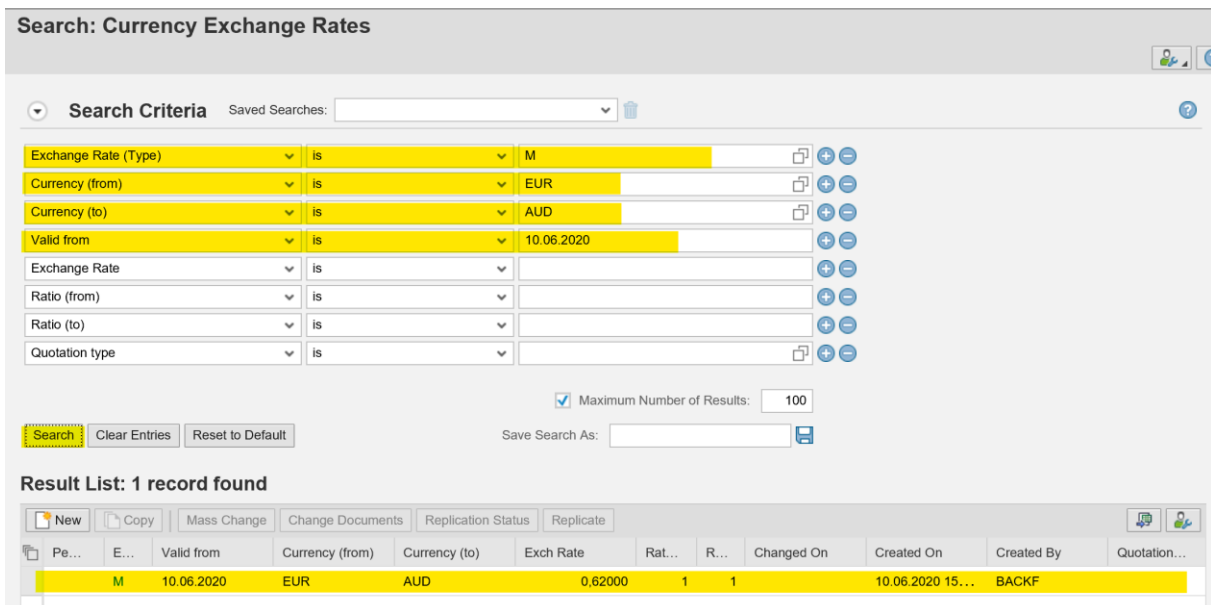 Search: Currency Exchange Rates
Search Criteria Saved Searches:
Exchange Rate (Type) is M
Currency (from) is EUR
Currency (to) is AUD
Valid from is 10.06.2020
Exchange Rate is
Ratio (from) is
Ratio (to) is
Quotation type is
Maximum Number of Results: 100
Search Clear Entries Reset to Default Save Search As:
Result List: 1 record found
New Copy Mass Change Change Documents Replication Status Replicate
Pe... E... Valid from Currency (from) Currency (to) Exch Rate Rat... R... Changed On Created On Created By Quotation...
M 10.06.2020 EUR AUD 0,62000 1 1 10.06.2020 15... BACKF